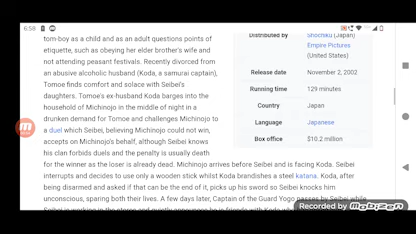 6:58
tom-boy as a child and as an adult questions points of
etiquette, such as obeying her elder brother's wife and
not attending peasant festivals. Recently divorced from
an abusive alcoholic husband (Koda, a samurai captain),
Tomoe finds comfort and solace with Seibei's
daughters. Tomoe's ex-husband Koda barges into the
household of Michinojo in the middle of night in a
drunken demand for Tomoe and challenges Michinojo to
a duel which Seibei, believing Michinojo could not win,
accepts on Michinojo's behalf, although Seibei knows
his clan forbids duels and the penalty is usually death
for the winner as the loser is already dead. Michinojo arrives before Seibei and is facing Koda. Seibei
interrupts and decides to use only a wooden stick whilst Koda brandishes a steel katana. Koda, after
being disarmed and asked if that can be the end of it, picks up his sword so Seibei knocks him
unconscious, sparing both their lives. A few days later, Captain of the Guard Yogo passes by Seibei while
Distributed by Shochiku (Japan)
Empire Pictures
(United States)
Release date November 2, 2002
Running time 129 minutes
Country Japan
Language Japanese
Box office $10.2 million
Recorded by MOBIZEN